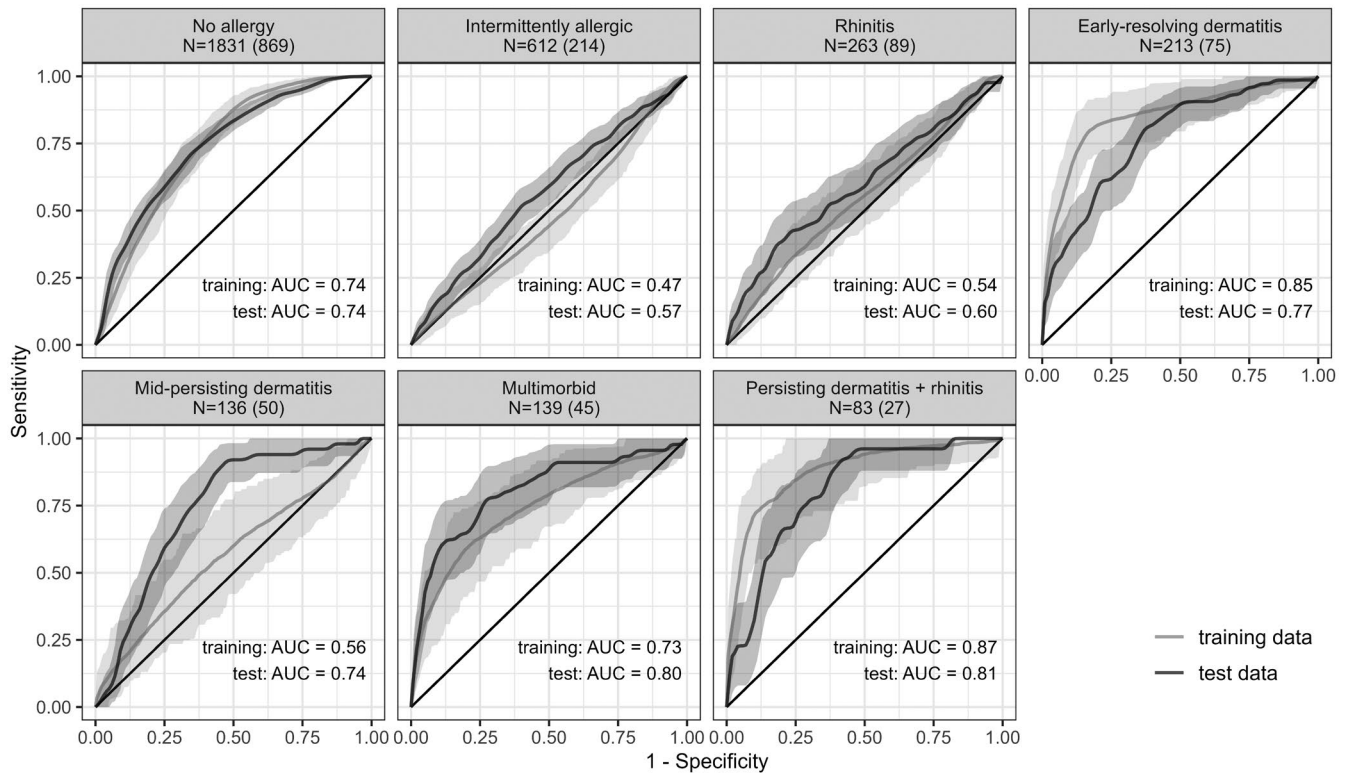 No allergy
N=1831 (869)
Intermittently allergic
N=612 (214)
Rhinitis
N=263 (89)
Early-resolving dermatitis
N=213 (75)
1.00
0.75
0.50
0.25
0.00
training: AUC = 0.74
test: AUC = 0.74
training: AUC = 0.47
test: AUC = 0.57
training: AUC = 0.54
test: AUC = 0.60
training: AUC = 0.85
test: AUC = 0.77
0.00 0.25 0.50 0.75 1.00
Sensitivity
Mid-persisting dermatitis
N=136 (50)
Multimorbid
N=139 (45)
Persisting dermatitis + rhinitis
N=83 (27)
1.00
0.75
0.50
0.25
0.00
training: AUC = 0.56
test: AUC = 0.74
training: AUC = 0.73
test: AUC = 0.80
training: AUC = 0.87
test: AUC = 0.81
training data
test data
0.00 0.25 0.50 0.75 1.00 0.00 0.25 0.50 0.75 1.00 0.00 0.25 0.50 0.75 1.00
1 - Specificity